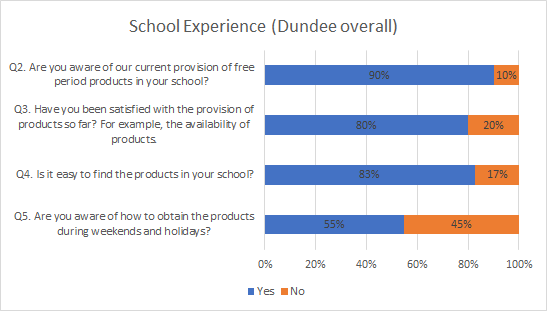 School Experience (Dundee overall)
Q2. Are you aware of our current provision of free
period products in your school?
90%
10%
Q3. Have you been satisfied with the provision of
products so far? For example, the availability of
products.
80%
20%
Q4. Is it easy to find the products in your school?
83%
17%
Q5. Are you aware of how to obtain the products
during weekends and holidays?
55%
45%
0% 20% 40% 60% 80% 100%
Yes No